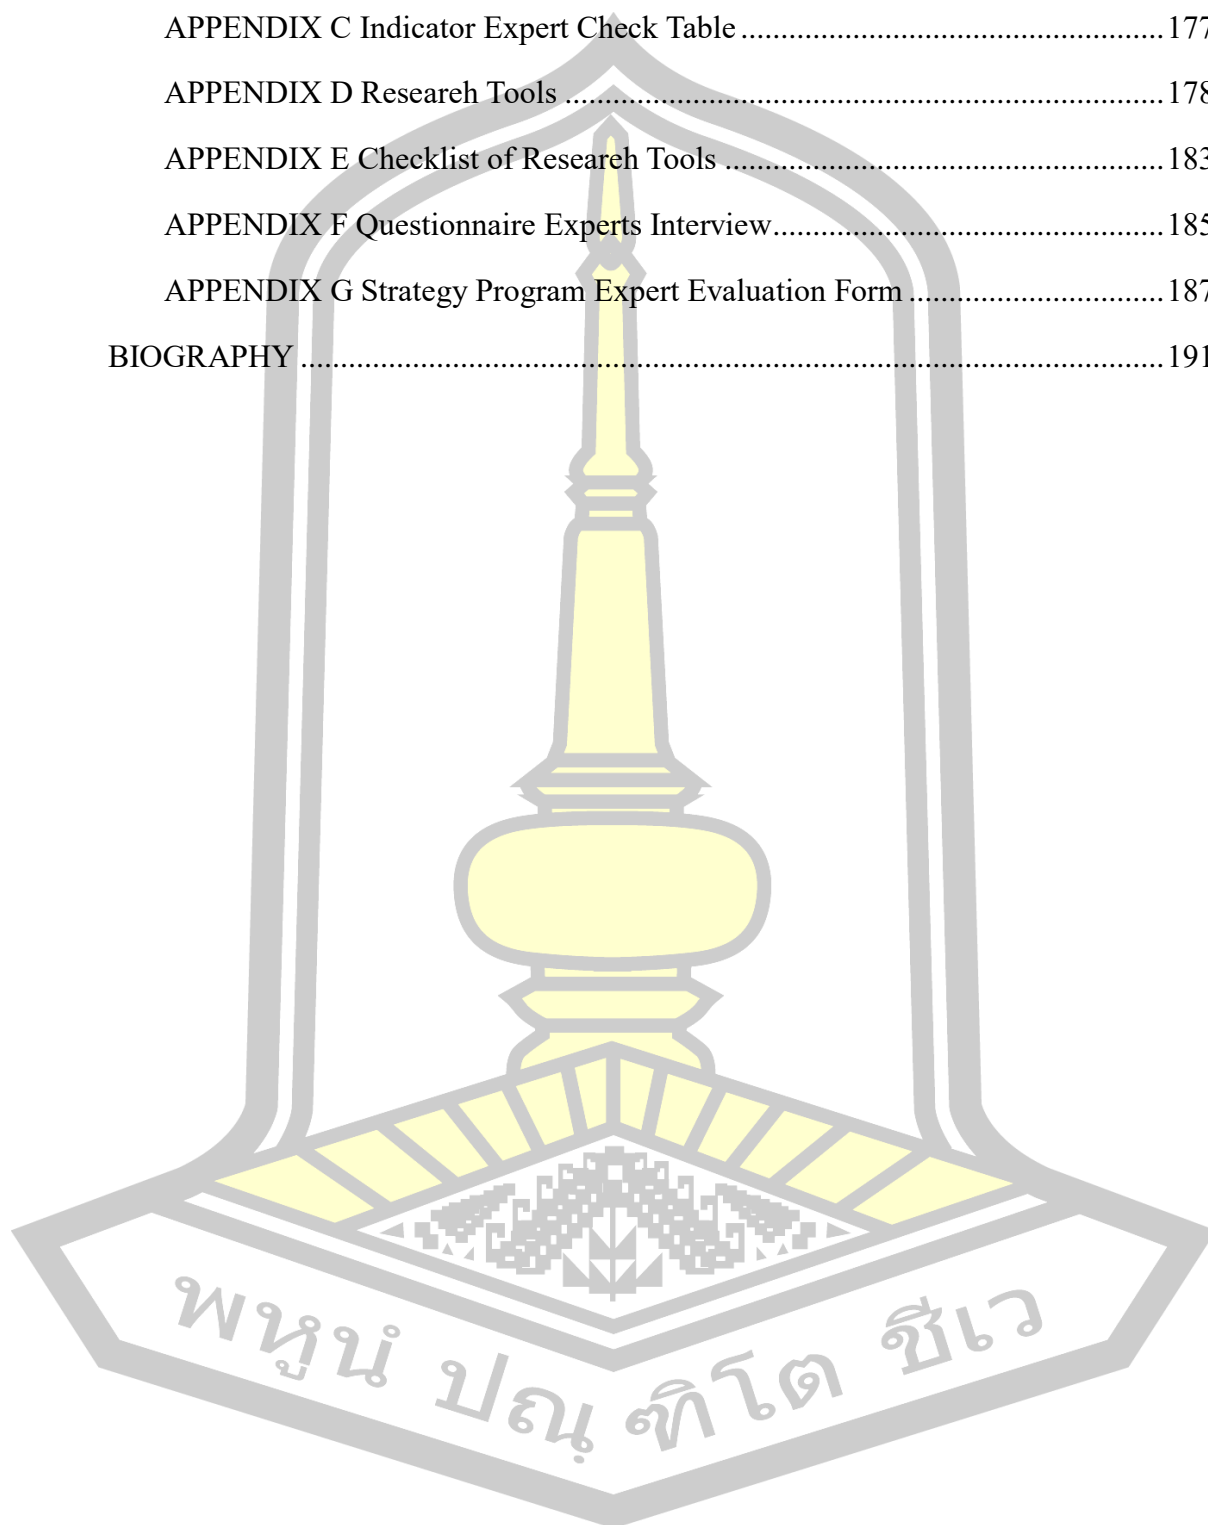 APPENDIX C Indicator Expert Check Table ........................................................ 177
APPENDIX D Researeh Tools ................................................................................ 178
APPENDIX E Checklist of Researeh Tools .......................................................... 183
APPENDIX F Questionnaire Experts Interview.................................................... 185
APPENDIX G Strategy Program Expert Evaluation Form .................................. 187
BIOGRAPHY .................................................................................................................. 191
พหูนํ ปณฺฑิโต ชีเว